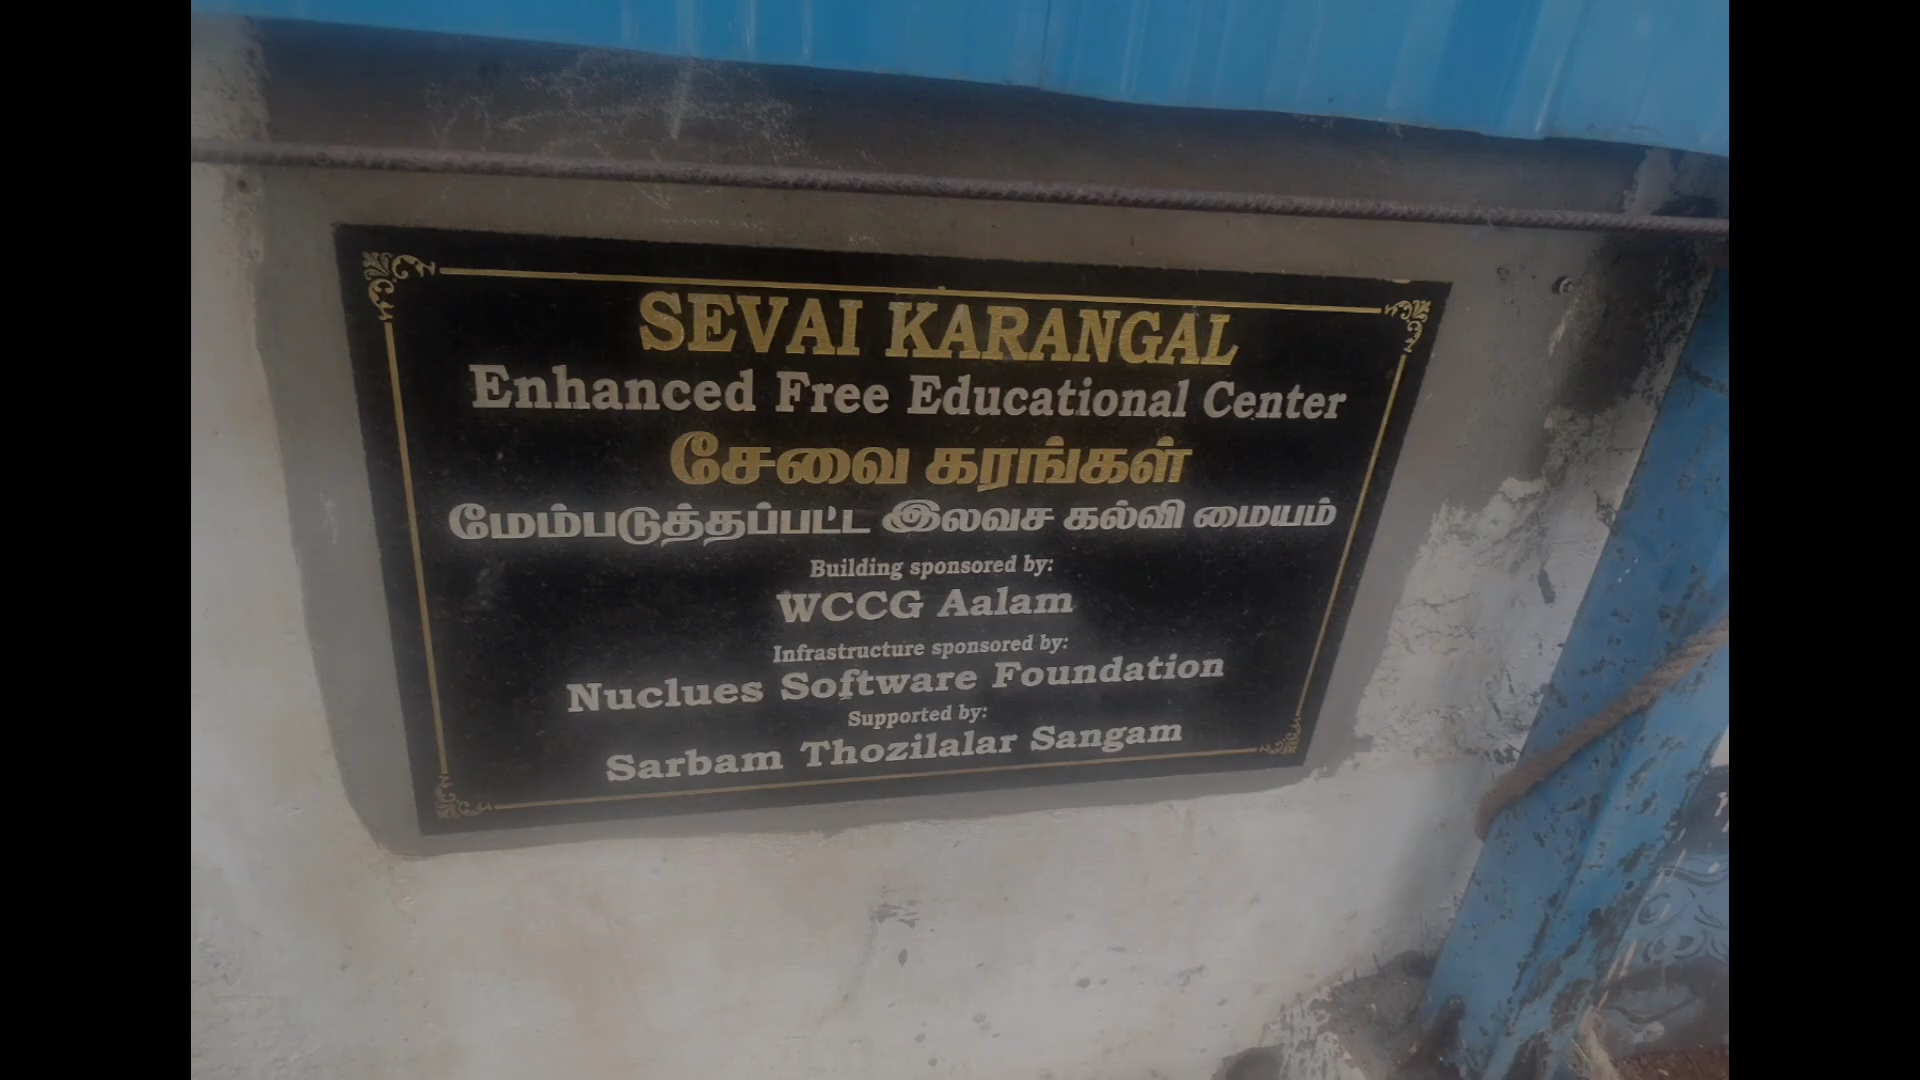 SEVAI KARANGAL
Enhanced Free Educational Center
சேவை கரங்கள்
மேம்படுத்தப்பட்ட இலவச கல்வி மையம்
Building sponsored by:
WCCG Aalam
Infrastructure sponsored by:
Nuclues Software Foundation
Supported by:
Sarbam Thozilalar Sangam